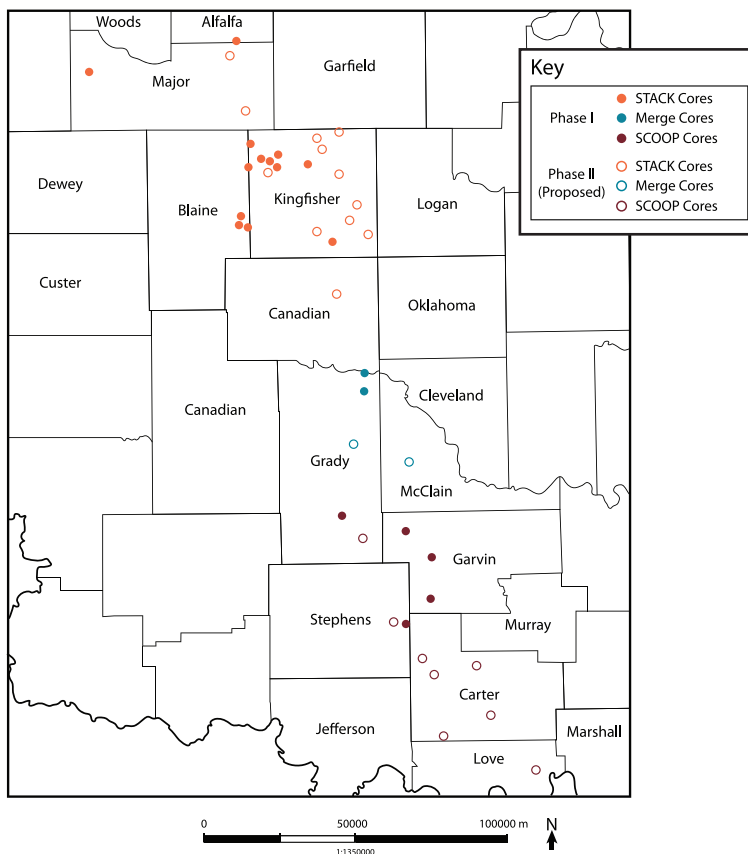 Woods
Alfalfa
Major
Garfield
Key
Phase I
STACK Cores
Merge Cores
SCOOP Cores
Phase II
(Proposed)
STACK Cores
Merge Cores
SCOOP Cores
Dewey
Blaine
Kingfisher
Logan
Custer
Canadian
Oklahoma
Canadian
Cleveland
Grady
McClain
Garvin
Stephens
Murray
Carter
Jefferson
Marshall
Love
0 50000 100000 m
N
1:1350000